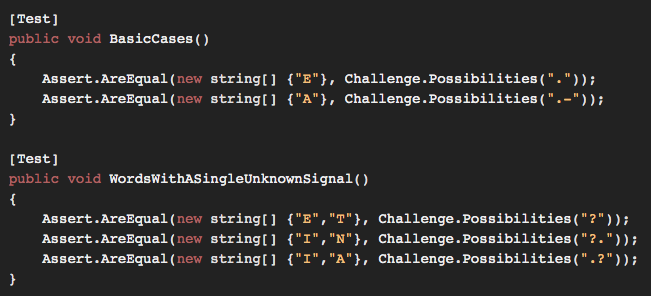 [Test]
public void BasicCases()
{
    Assert.AreEqual(new string[] {"E"}, Challenge.Possibilities("."));
    Assert.AreEqual(new string[] {"A"}, Challenge.Possibilities(".-"));
}
[Test]
public void WordsWithASingleUnknownSignal()
{
    Assert.AreEqual(new string[] {"E","T"}, Challenge.Possibilities("?"));
    Assert.AreEqual(new string[] {"I","N"}, Challenge.Possibilities("?."));
    Assert.AreEqual(new string[] {"I","A"}, Challenge.Possibilities(".?"));
}